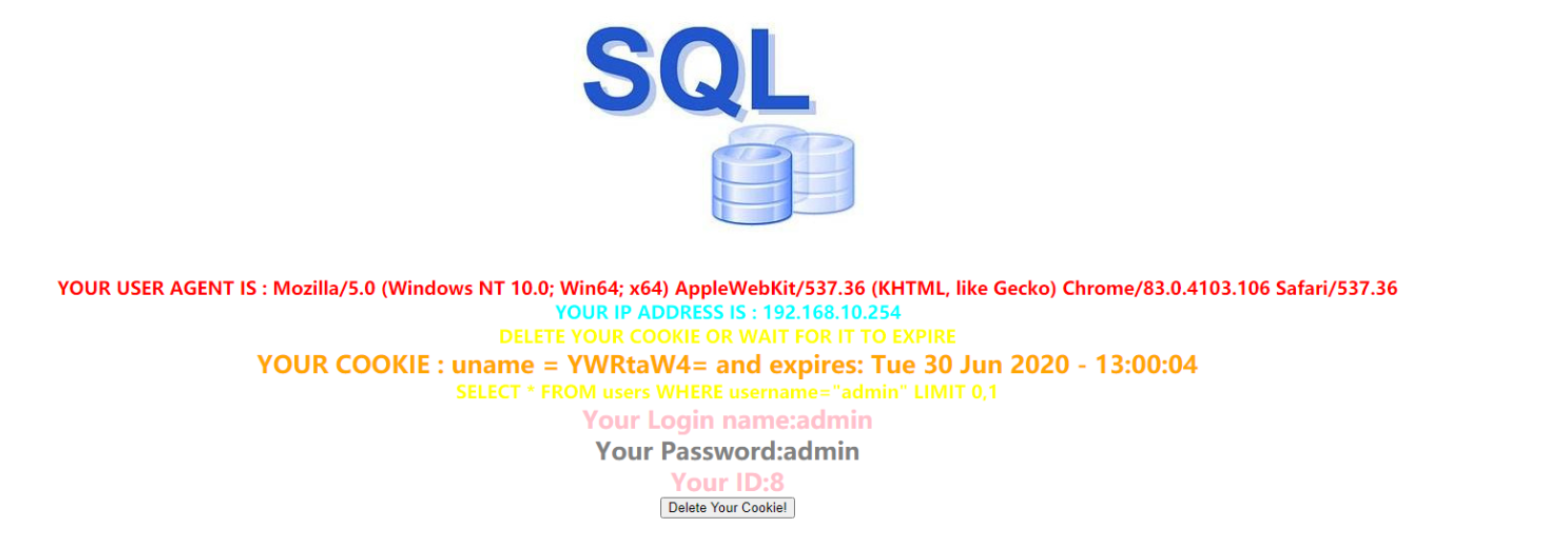 SQL
YOUR USER AGENT IS : Mozilla/5.0 (Windows NT 10.0; Win64; x64) AppleWebKit/537.36 (KHTML, like Gecko) Chrome/83.0.4103.106 Safari/537.36
YOUR IP ADDRESS IS : 192.168.10.254
DELETE YOUR COOKIE OR WAIT FOR IT TO EXPIRE
YOUR COOKIE : uname = YWRtaW4= and expires: Tue 30 Jun 2020 - 13:00:04
SELECT * FROM users WHERE username="admin" LIMIT 0,1
Your Login name:admin
Your Password:admin
Your ID:8
Delete Your Cookie!